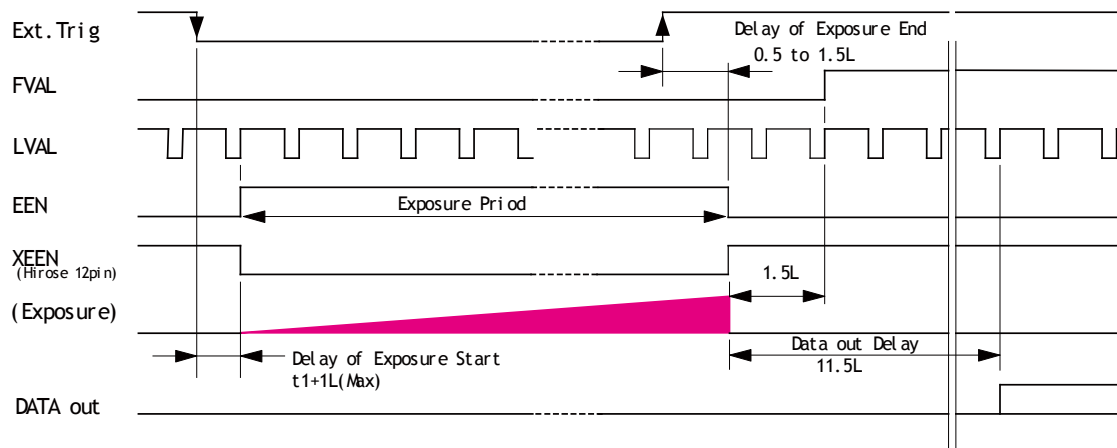 Ext.Trig
Delay of Exposure End
0.5 to 1.5L
FVAL
LVAL
EEN
Exposure Priod
XEEN
(Hirose 12pin)
1.5L
(Exposure)
Delay of Exposure Start
t1+1L(Max)
Data out Delay
11.5L
DATA out